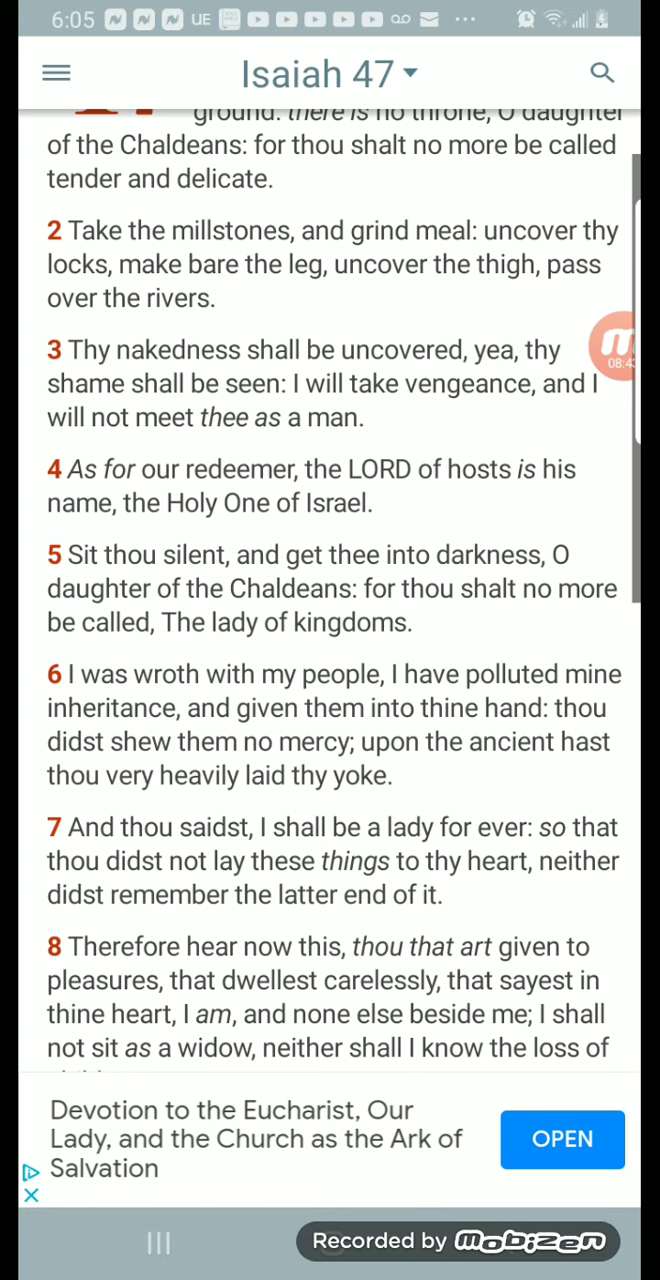 6:05 UE
Isaiah 47
ground: there is no throne, O daughter
of the Chaldeans: for thou shalt no more be called
tender and delicate.
2 Take the millstones, and grind meal: uncover thy
locks, make bare the leg, uncover the thigh, pass
over the rivers.
3 Thy nakedness shall be uncovered, yea, thy
shame shall be seen: I will take vengeance, and I
will not meet thee as a man.
08:43
4 As for our redeemer, the LORD of hosts is his
name, the Holy One of Israel.
5 Sit thou silent, and get thee into darkness, O
daughter of the Chaldeans: for thou shalt no more
be called, The lady of kingdoms.
6 I was wroth with my people, I have polluted mine
inheritance, and given them into thine hand: thou
didst shew them no mercy; upon the ancient hast
thou very heavily laid thy yoke.
7 And thou saidst, I shall be a lady for ever: so that
thou didst not lay these things to thy heart, neither
didst remember the latter end of it.
8 Therefore hear now this, thou that art given to
pleasures, that dwellest carelessly, that sayest in
thine heart, I am, and none else beside me; I shall
not sit as a widow, neither shall I know the loss of
Devotion to the Eucharist, Our
Lady, and the Church as the Ark of
Salvation
OPEN
Recorded by mobizen